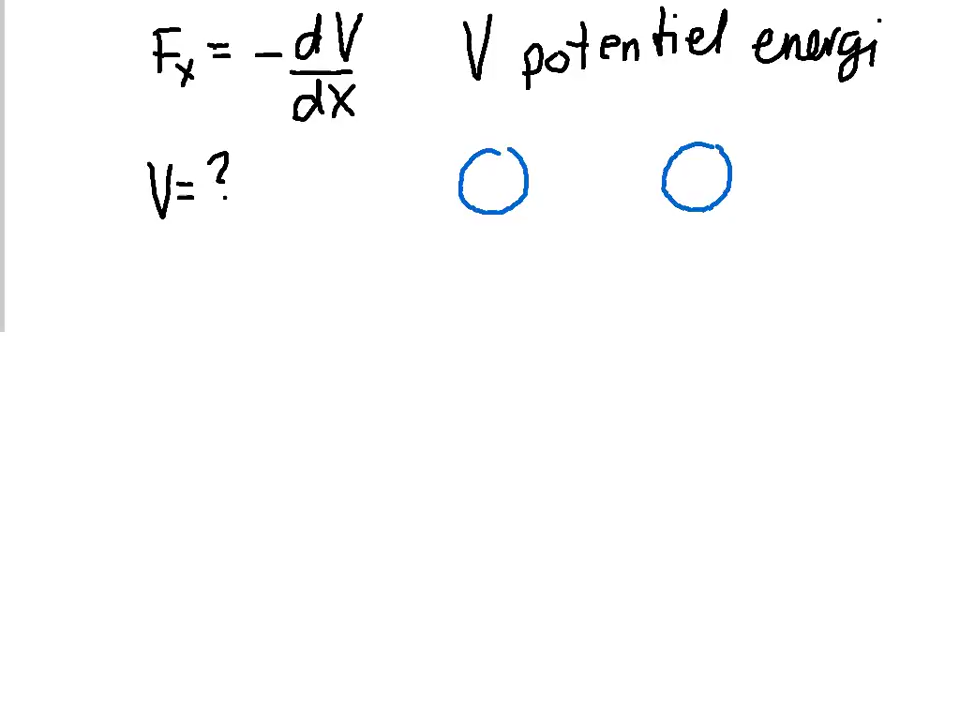 Fx = - dV/dx V potentiel energi
V= ?